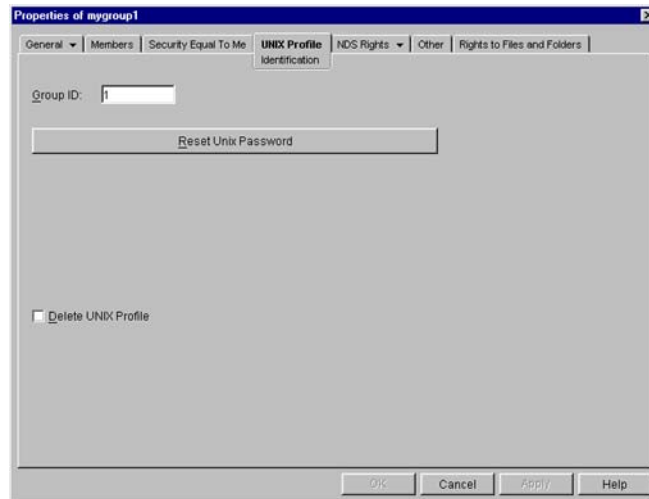 Properties of mygroup1
General Members Security Equal To Me UNIX Profile NDS Rights Other Rights to Files and Folders
Identification
Group ID: 1
Reset Unix Password
Delete UNIX Profile
OK Cancel Apply Help